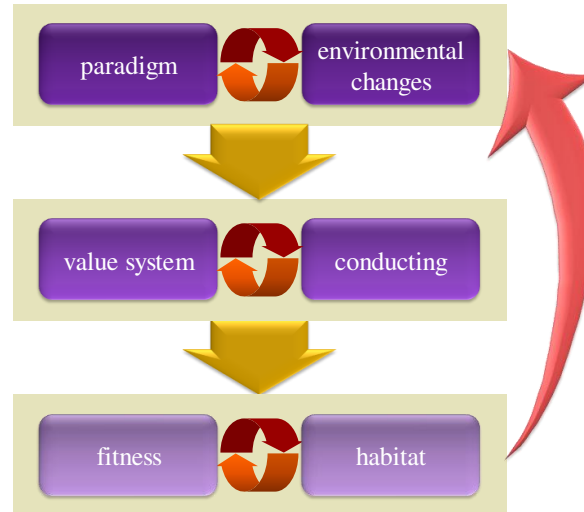 paradigm
environmental
changes
value system
conducting
fitness
habitat